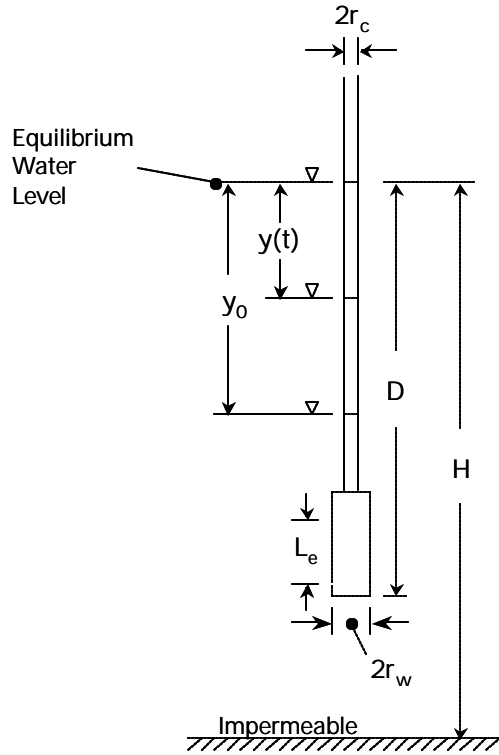 2r_c
Equilibrium
Water
Level
y(t)
y_0
D
H
L_e
2r_w
Impermeable